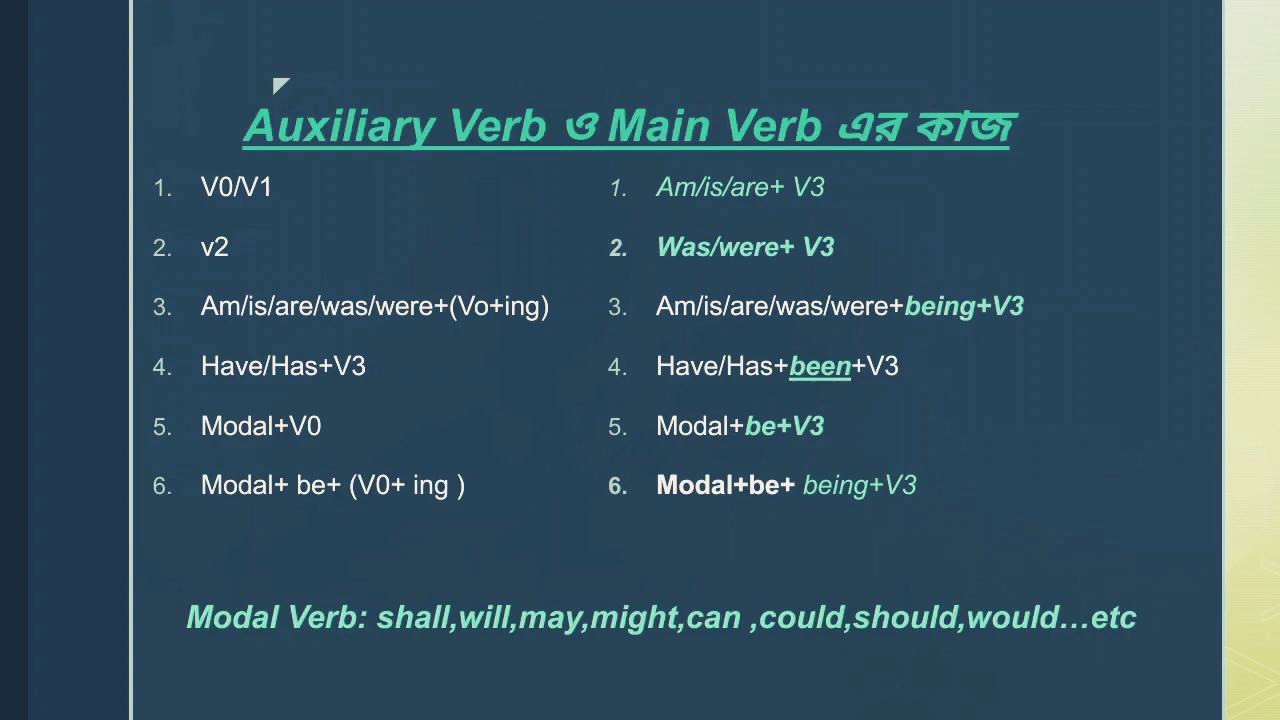 Auxiliary Verb ও Main Verb এর কাজ
1. V0/V1
2. v2
3. Am/is/are/was/were+(Vo+ing)
4. Have/Has+V3
5. Modal+V0
6. Modal+ be+ (V0+ ing )
1. Am/is/are+ V3
2. Was/were+ V3
3. Am/is/are/was/were+being+V3
4. Have/Has+been+V3
5. Modal+be+V3
6. Modal+be+ being+V3
Modal Verb: shall,will,may,might,can ,could,should,would…etc